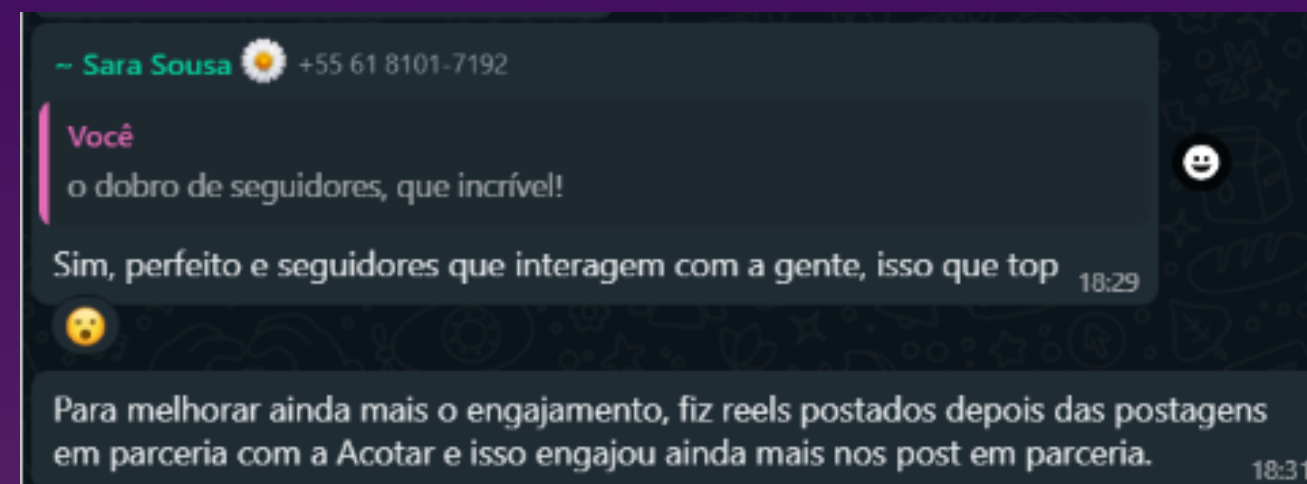 ~ Sara Sousa 🌼 +55 61 8101-7192
Você
o dobro de seguidores, que incrível!
Sim, perfeito e seguidores que interagem com a gente, isso que top 18:29
Para melhorar ainda mais o engajamento, fiz reels postados depois das postagens
em parceria com a Acotar e isso engajou ainda mais nos post em parceria. 18:31